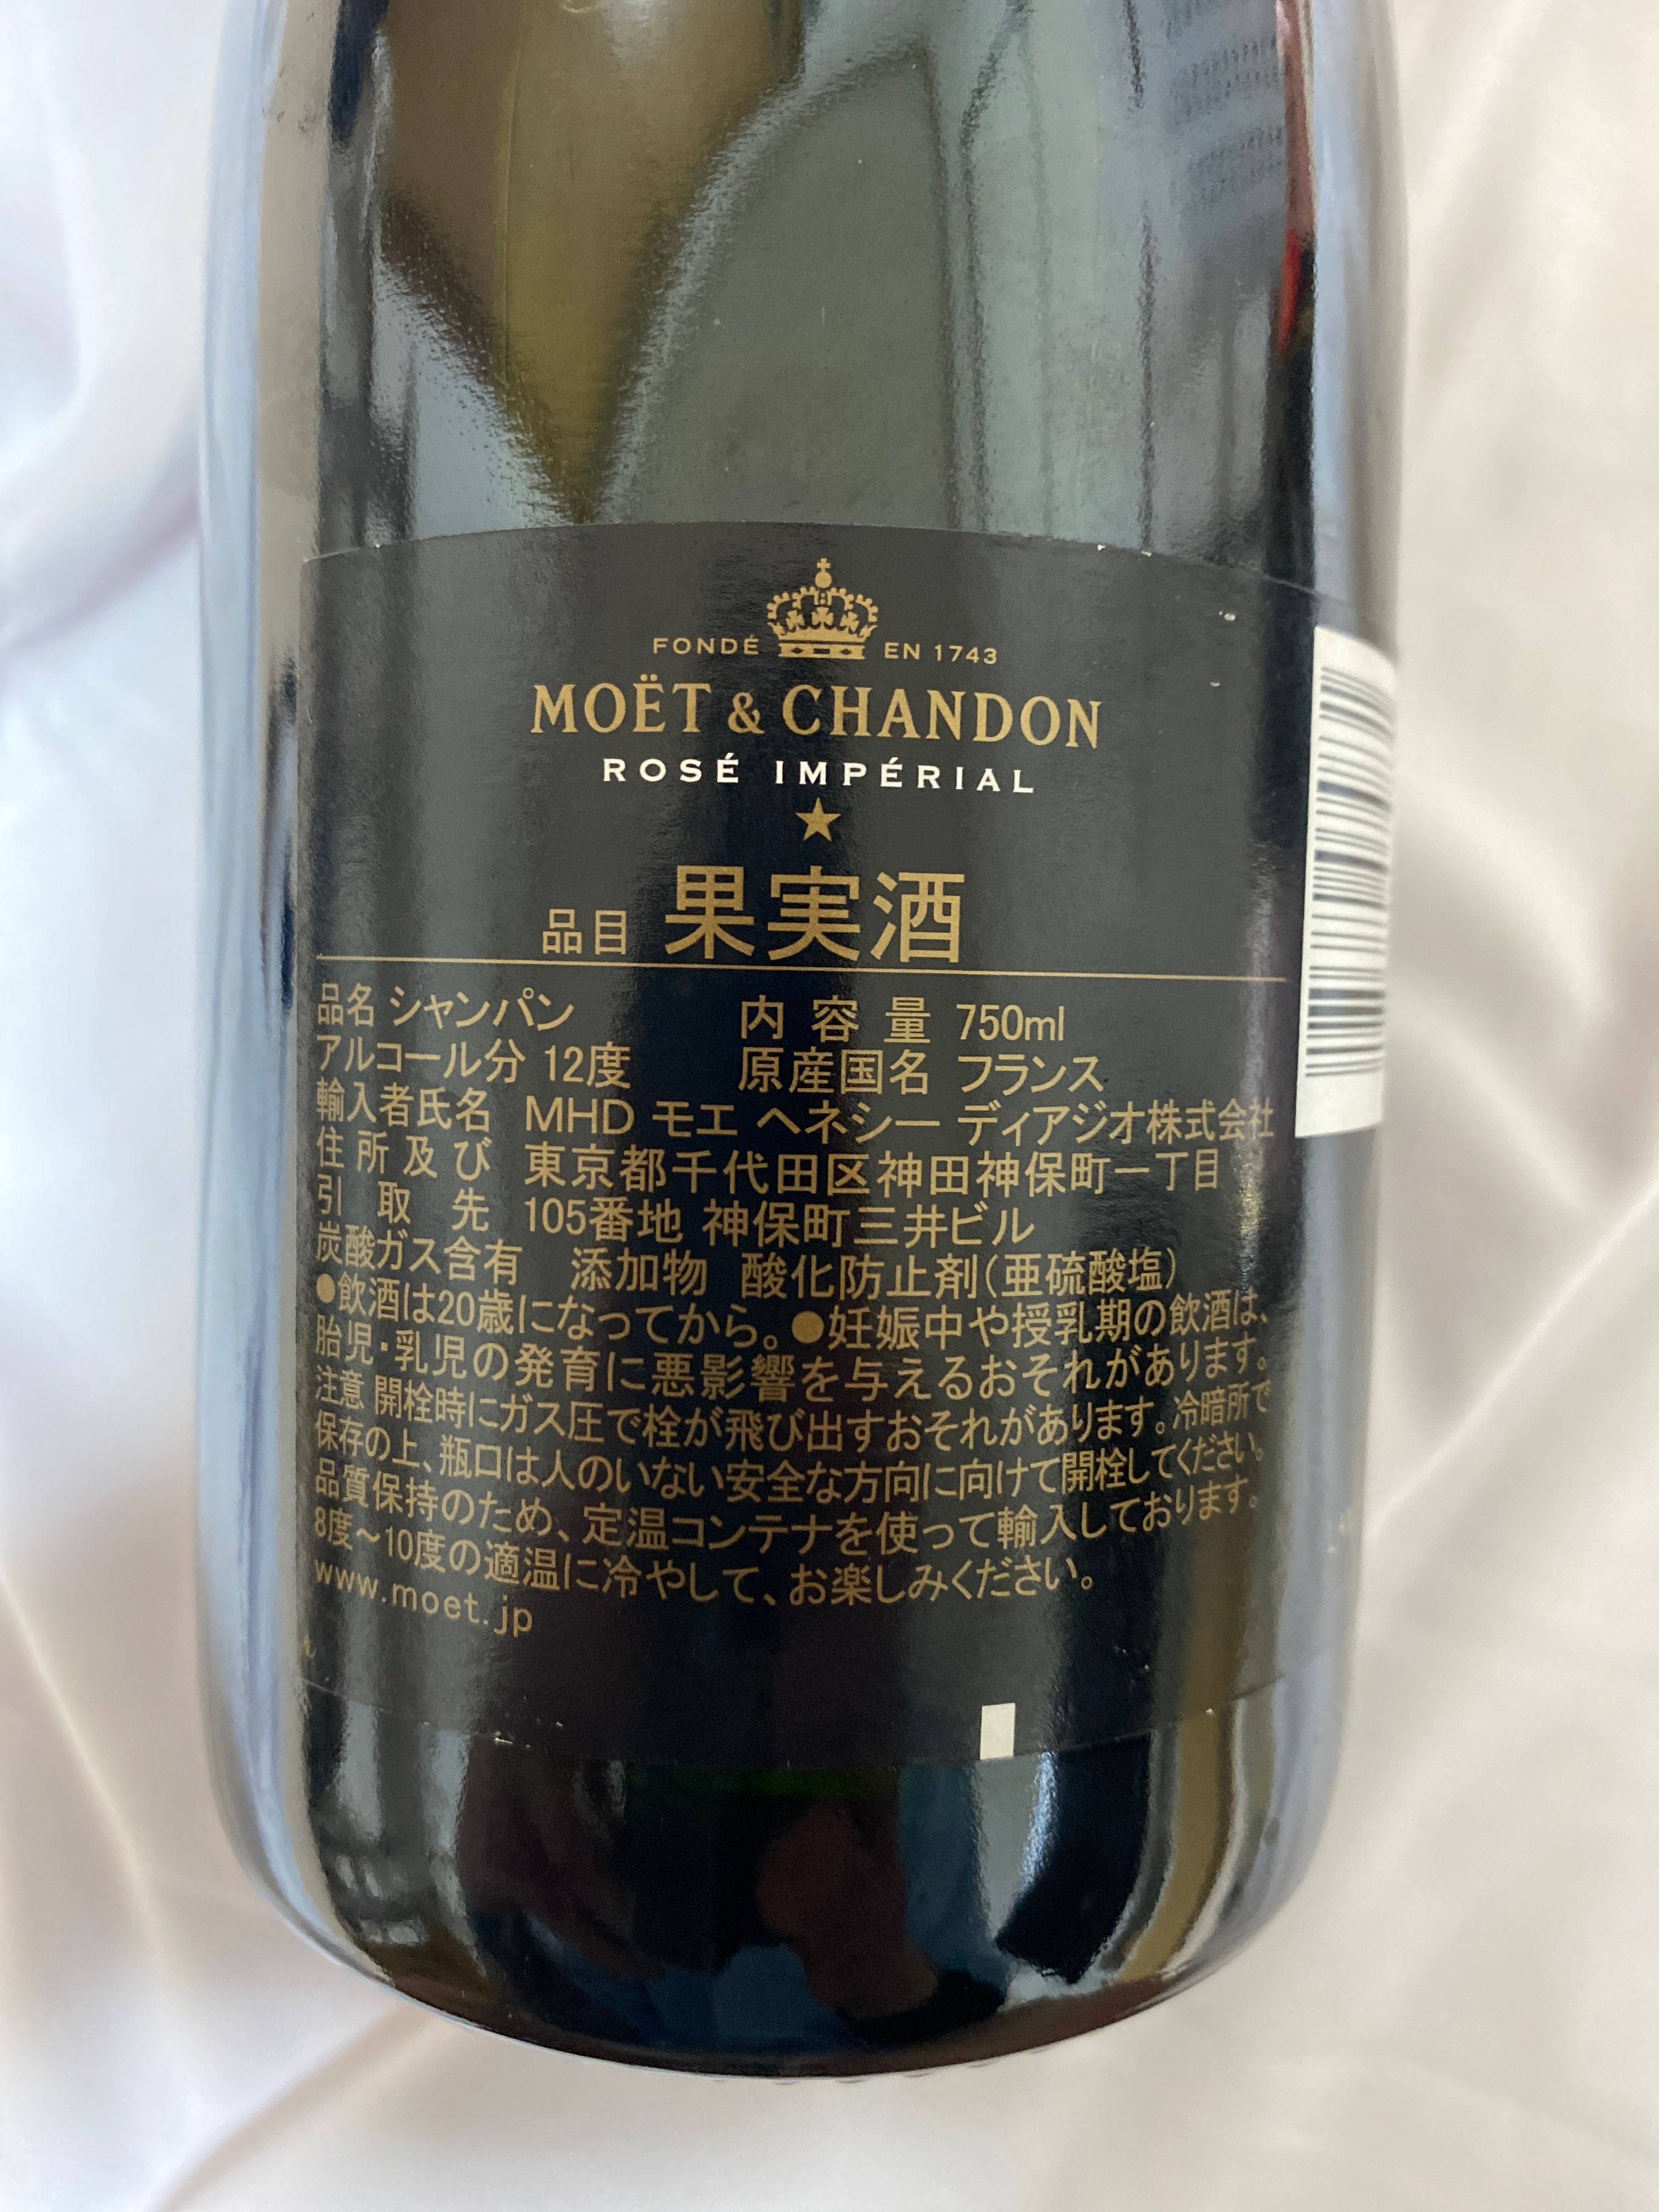 FONDÉ EN 1743
MOËT & CHANDON
ROSÉ IMPÉRIAL
品目 果実酒
品名 シャンパン 内容量 750ml
アルコール分 12度 原産国名 フランス
輸入者氏名 MHD モエ ヘネシー ディアジオ株式会社
住所及び 東京都千代田区神田神保町一丁目
引取先 105番地 神保町三井ビル
炭酸ガス含有 添加物 酸化防止剤(亜硫酸塩)
●飲酒は20歳になってから。●妊娠中や授乳期の飲酒は、
胎児・乳児の発育に悪影響を与えるおそれがあります。
注意 開栓時にガス圧で栓が飛び出すおそれがあります。冷暗所で
保存の上、瓶口は人のいない安全な方向に向けて開栓してください。
品質保持のため、定温コンテナを使って輸入しております。
8度～10度の適温に冷やして、お楽しみください。
www.moet.jp